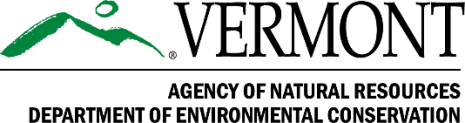 VERMONT
AGENCY OF NATURAL RESOURCES
DEPARTMENT OF ENVIRONMENTAL CONSERVATION